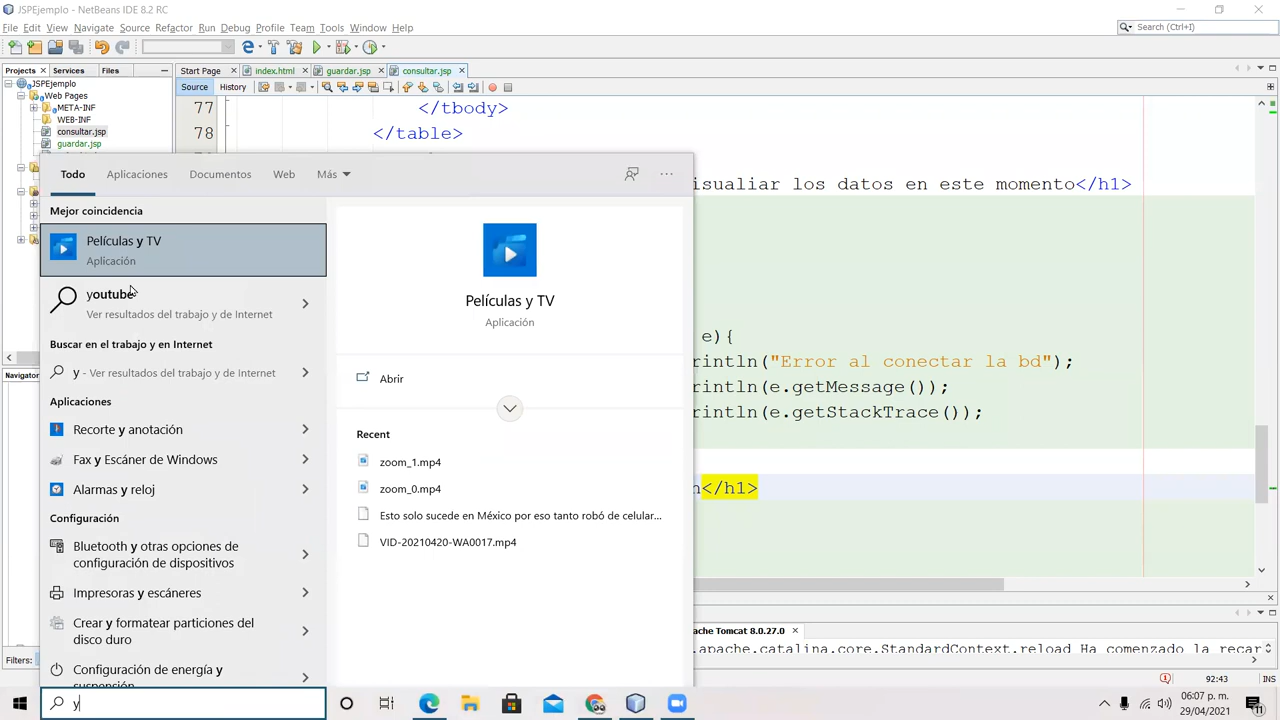 JSPEjemplo - NetBeans IDE 8.2 RC
File Edit View Navigate Source Refactor Run Debug Profile Team Tools Window Help
Search (Ctrl+I)
Projects Services Files
Start Page index.html guardar.jsp consultar.jsp
Source History
JSPEjemplo
Web Pages
META-INF
WEB-INF
consultar.jsp
guardar.jsp
77 </tbody>
78 </table>
Todo Aplicaciones Documentos Web Más
isualiar los datos en este momento</h1>
Mejor coincidencia
Películas y TV
Aplicación
youtube
Ver resultados del trabajo y de Internet
Buscar en el trabajo y en Internet
y - Ver resultados del trabajo y de Internet
Aplicaciones
Recorte y anotación
Fax y Escáner de Windows
Alarmas y reloj
Configuración
Bluetooth y otras opciones de
configuración de dispositivos
Impresoras y escáneres
Crear y formatear particiones del
disco duro
Configuración de energía y
suspensión
Películas y TV
Aplicación
Abrir
Recent
zoom_1.mp4
zoom_0.mp4
Esto solo sucede en México por eso tanto robó de celular...
VID-20210420-WA0017.mp4
e){
rintln("Error al conectar la bd");
rintln(e.getMessage());
rintln(e.getStackTrace());
n</h1>
Navigator
Filters:
pache Tomcat 8.0.27.0
.apache.catalina.core.StandardContext.reload Ha comenzado la recar
92:43 INS
y
06:07 p. m.
29/04/2021
11